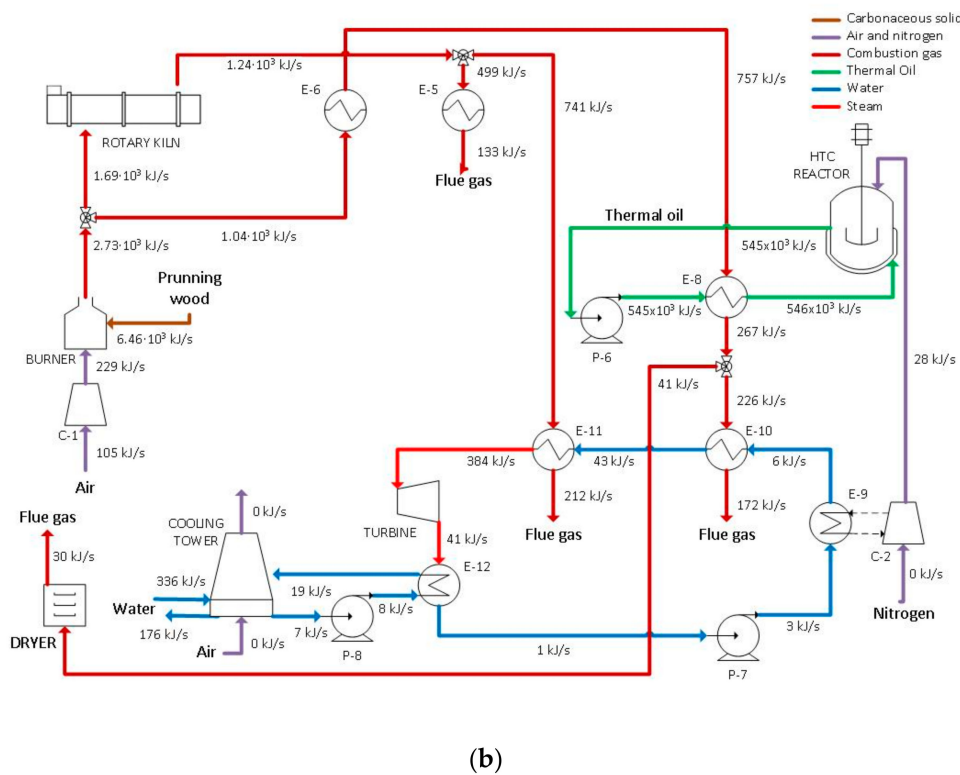 Carbonaceous solid
Air and nitrogen
Combustion gas
Thermal Oil
Water
Steam
1.24·10³ kJ/s
E-6
E-5
499 kJ/s
741 kJ/s
757 kJ/s
ROTARY KILN
133 kJ/s
Flue gas
HTC
REACTOR
1.69·10³ kJ/s
1.04·10³ kJ/s
2.73·10³ kJ/s
Thermal oil
545x10³ kJ/s
Prunning
wood
E-8
545x10³ kJ/s
546x10³ kJ/s
6.46·10³ kJ/s
BURNER
P-6
267 kJ/s
229 kJ/s
41 kJ/s
28 kJ/s
226 kJ/s
C-1
E-11
E-10
105 kJ/s
384 kJ/s
43 kJ/s
6 kJ/s
Air
E-9
212 kJ/s
172 kJ/s
Flue gas
0 kJ/s
COOLING
TOWER
TURBINE
Flue gas
Flue gas
C-2
30 kJ/s
41 kJ/s
E-12
0 kJ/s
336 kJ/s
19 kJ/s
Water
8 kJ/s
Nitrogen
176 kJ/s
7 kJ/s
3 kJ/s
DRYER
Air
0 kJ/s
P-8
1 kJ/s
P-7
(b)